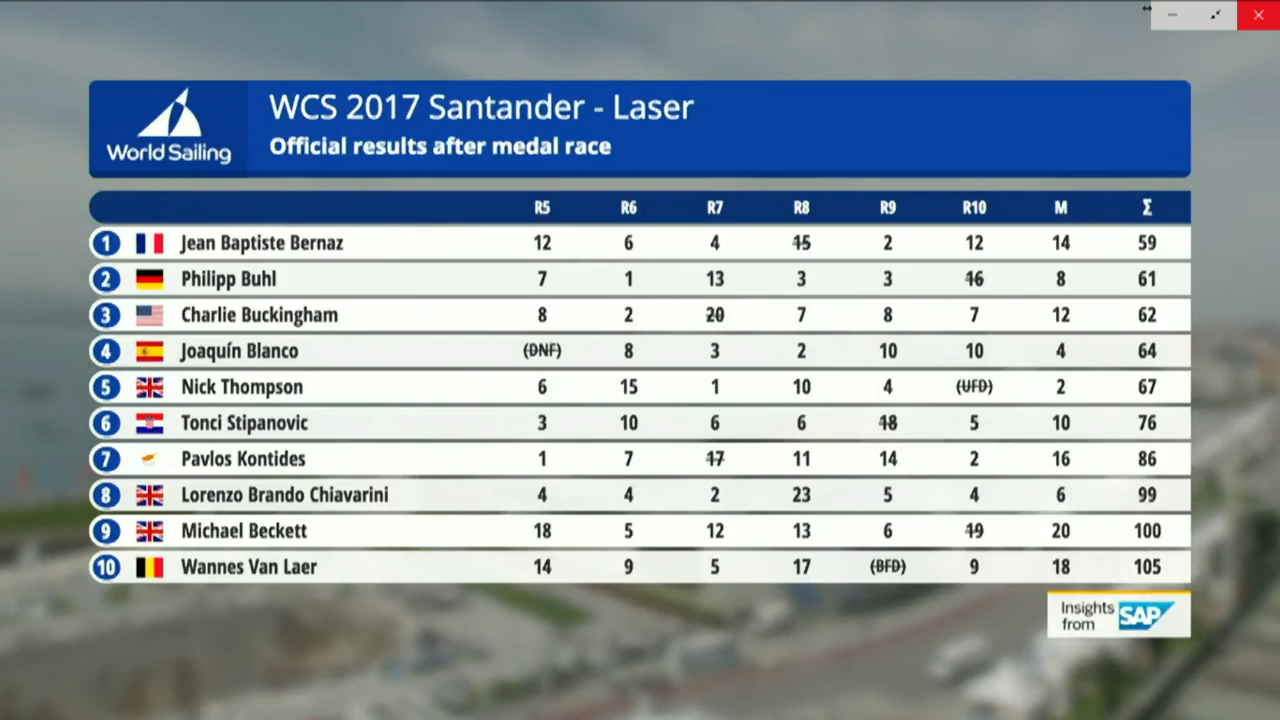 World Sailing
WCS 2017 Santander - Laser
Official results after medal race
R5 R6 R7 R8 R9 R10 M Σ
1 Jean Baptiste Bernaz 12 6 4 15 2 12 14 59
2 Philipp Buhl 7 1 13 3 3 16 8 61
3 Charlie Buckingham 8 2 20 7 8 7 12 62
4 Joaquín Blanco (DNF) 8 3 2 10 10 4 64
5 Nick Thompson 6 15 1 10 4 (UFD) 2 67
6 Tonci Stipanovic 3 10 6 6 18 5 10 76
7 Pavlos Kontides 1 7 17 11 14 2 16 86
8 Lorenzo Brando Chiavarini 4 4 2 23 5 4 6 99
9 Michael Beckett 18 5 12 13 6 19 20 100
10 Wannes Van Laer 14 9 5 17 (BFD) 9 18 105
Insights
from SAP